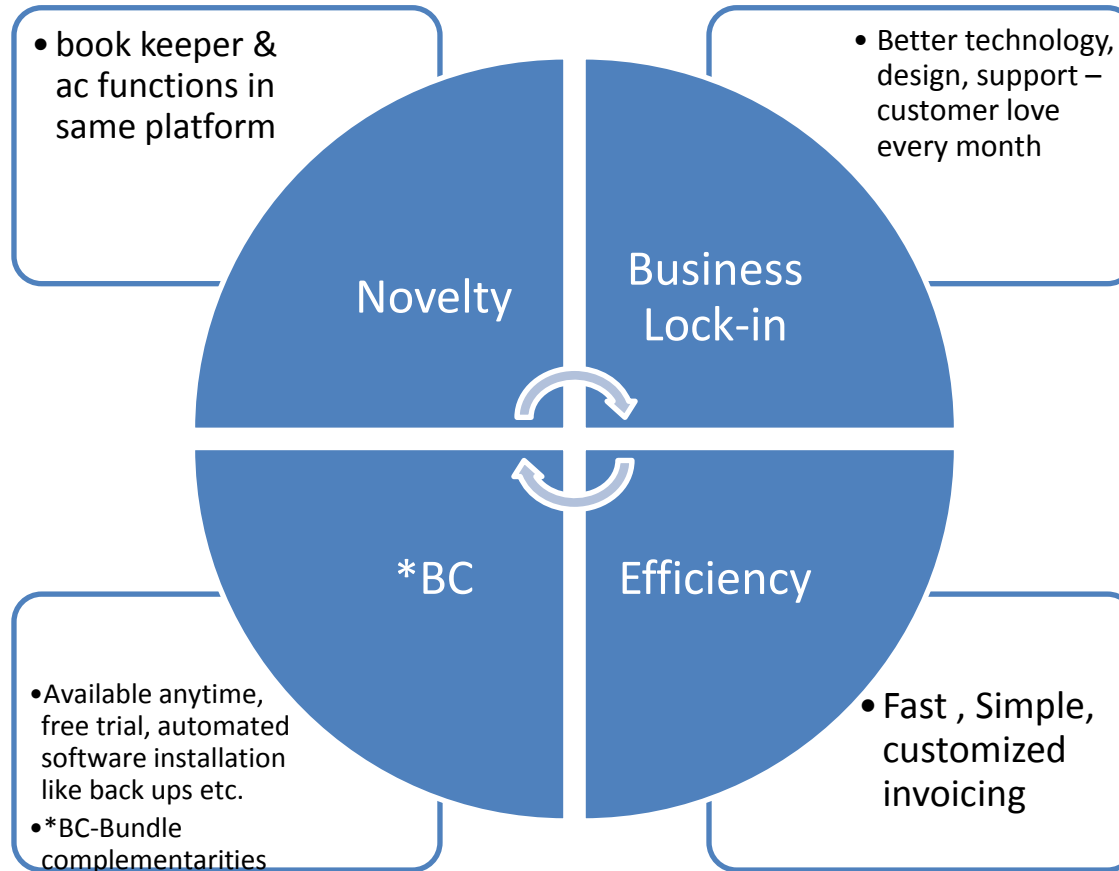 • book keeper &
ac functions in
same platform
• Better technology,
design, support –
customer love
every month
Novelty
Business
Lock-in
*BC
Efficiency
•Available anytime,
free trial, automated
software installation
like back ups etc.
•*BC-Bundle
complementarities
• Fast , Simple,
customized
invoicing